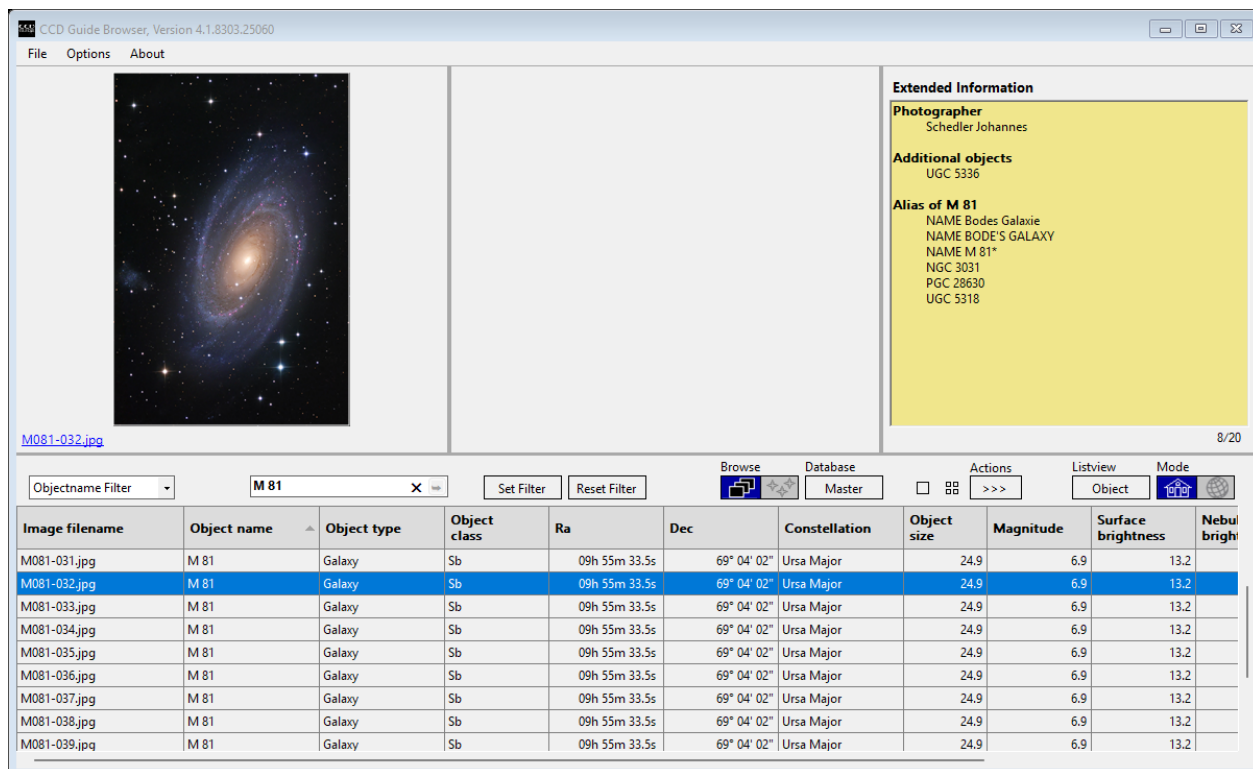 CCD Guide Browser, Version 4.1.8303.25060
File Options About
M081-032.jpg
Extended Information
Photographer
Schedler Johannes
Additional objects
UGC 5336
Alias of M 81
NAME Bodes Galaxie
NAME BODE'S GALAXY
NAME M 81*
NGC 3031
PGC 28630
UGC 5318
8/20
Browse Database Actions Listview Mode
Objectname Filter M 81 Set Filter Reset Filter Master >>> Object
Image filename Object name Object type Object class Ra Dec Constellation Object size Magnitude Surface brightness Nebul bright
M081-031.jpg M 81 Galaxy Sb 09h 55m 33.5s 69° 04' 02" Ursa Major 24.9 6.9 13.2
M081-032.jpg M 81 Galaxy Sb 09h 55m 33.5s 69° 04' 02" Ursa Major 24.9 6.9 13.2
M081-033.jpg M 81 Galaxy Sb 09h 55m 33.5s 69° 04' 02" Ursa Major 24.9 6.9 13.2
M081-034.jpg M 81 Galaxy Sb 09h 55m 33.5s 69° 04' 02" Ursa Major 24.9 6.9 13.2
M081-035.jpg M 81 Galaxy Sb 09h 55m 33.5s 69° 04' 02" Ursa Major 24.9 6.9 13.2
M081-036.jpg M 81 Galaxy Sb 09h 55m 33.5s 69° 04' 02" Ursa Major 24.9 6.9 13.2
M081-037.jpg M 81 Galaxy Sb 09h 55m 33.5s 69° 04' 02" Ursa Major 24.9 6.9 13.2
M081-038.jpg M 81 Galaxy Sb 09h 55m 33.5s 69° 04' 02" Ursa Major 24.9 6.9 13.2
M081-039.jpg M 81 Galaxy Sb 09h 55m 33.5s 69° 04' 02" Ursa Major 24.9 6.9 13.2